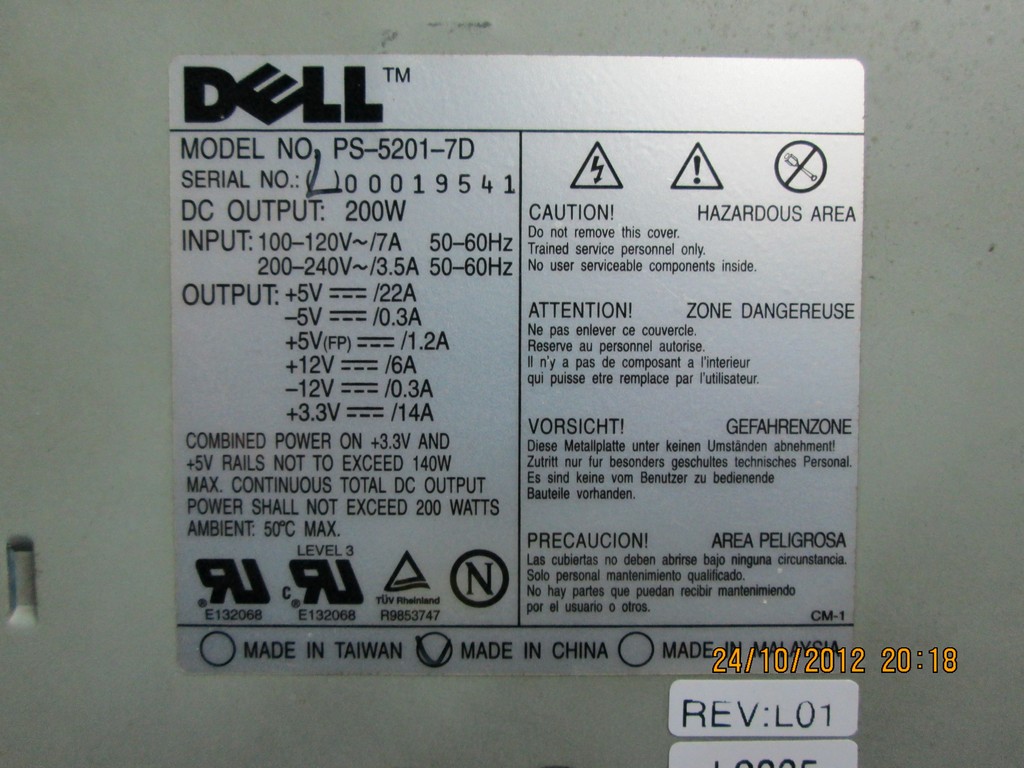 DELL™
MODEL NO. PS-5201-7D
SERIAL NO.: L00019541
DC OUTPUT: 200W
INPUT: 100-120V~/7A 50-60Hz
200-240V~/3.5A 50-60Hz
OUTPUT: +5V ⎓ /22A
-5V ⎓ /0.3A
+5V(FP) ⎓ /1.2A
+12V ⎓ /6A
-12V ⎓ /0.3A
+3.3V ⎓ /14A
COMBINED POWER ON +3.3V AND
+5V RAILS NOT TO EXCEED 140W
MAX. CONTINUOUS TOTAL DC OUTPUT
POWER SHALL NOT EXCEED 200 WATTS
AMBIENT: 50°C MAX.
LEVEL 3
c
TÜV Rheinland
N
E132068 E132068 R9853747
CAUTION! HAZARDOUS AREA
Do not remove this cover.
Trained service personnel only.
No user serviceable components inside.
ATTENTION! ZONE DANGEREUSE
Ne pas enlever ce couvercle.
Reserve au personnel autorise.
Il n'y a pas de composant a l'interieur
qui puisse etre remplace par l'utilisateur.
VORSICHT! GEFAHRENZONE
Diese Metallplatte unter keinen Umständen abnehment!
Zutritt nur fur besonders geschultes technisches Personal.
Es sind keine vom Benutzer zu bedienende
Bauteile vorhanden.
PRECAUCION! AREA PELIGROSA
Las cubiertas no deben abrirse bajo ninguna circunstancia.
Solo personal mantenimiento qualificado.
No hay partes que puedan recibir mantenimiendo
por el usuario o otros.
CM-1
MADE IN TAIWAN MADE IN CHINA MADE IN MALAYSIA
24/10/2012 20:18
REV:L01